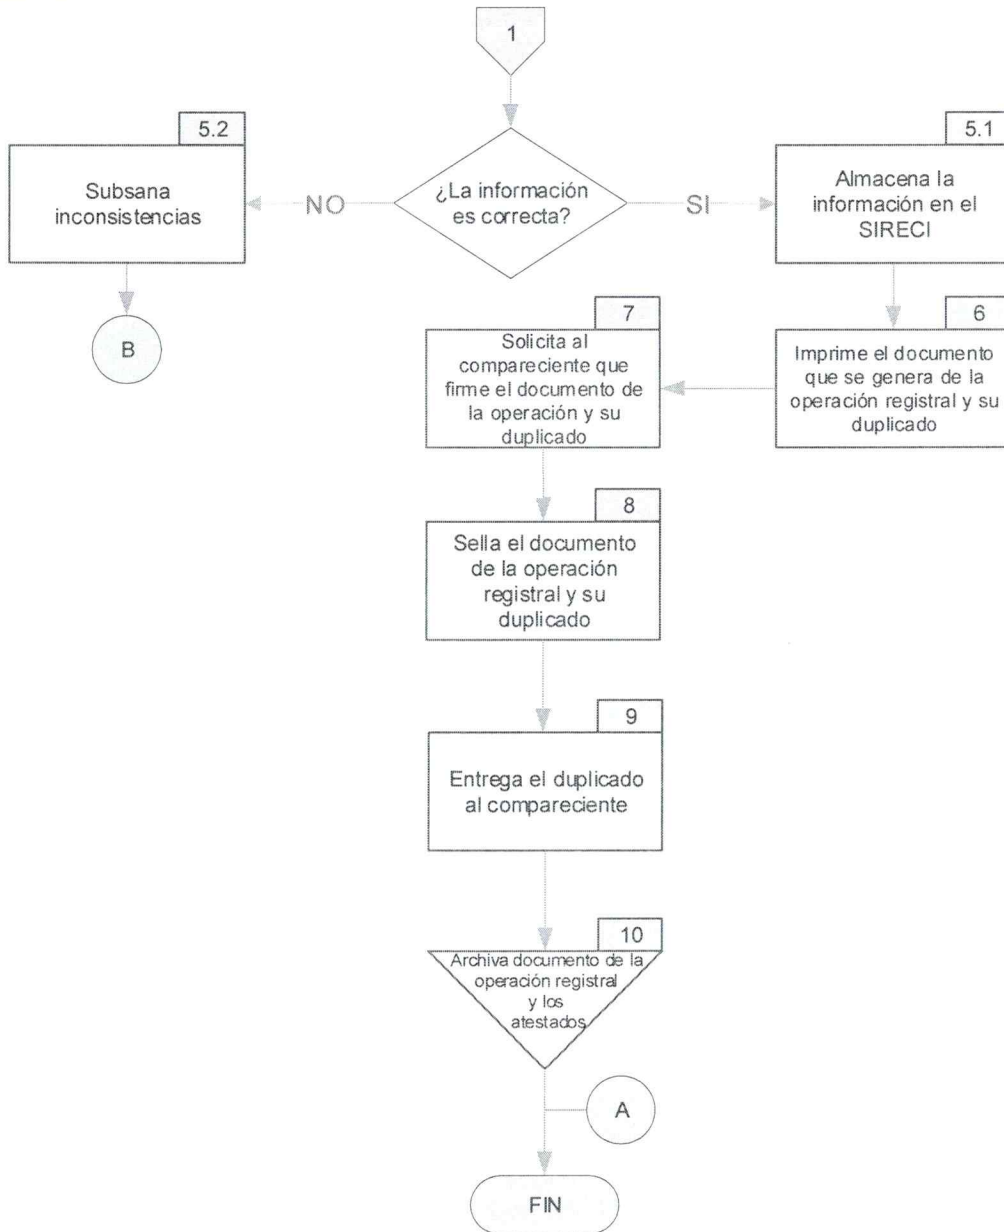 1
5.2
5.1
Subsana
inconsistencias
NO
¿La información
es correcta?
SI
Almacena la
información en el
SIRECI
B
7
Solicita al
compareciente que
firme el documento de
la operación y su
duplicado
6
Imprime el documento
que se genera de la
operación registral y su
duplicado
8
Sella el documento
de la operación
registral y su
duplicado
9
Entrega el duplicado
al compareciente
10
Archiva documento de la
operación registral
y los
atestados
A
FIN